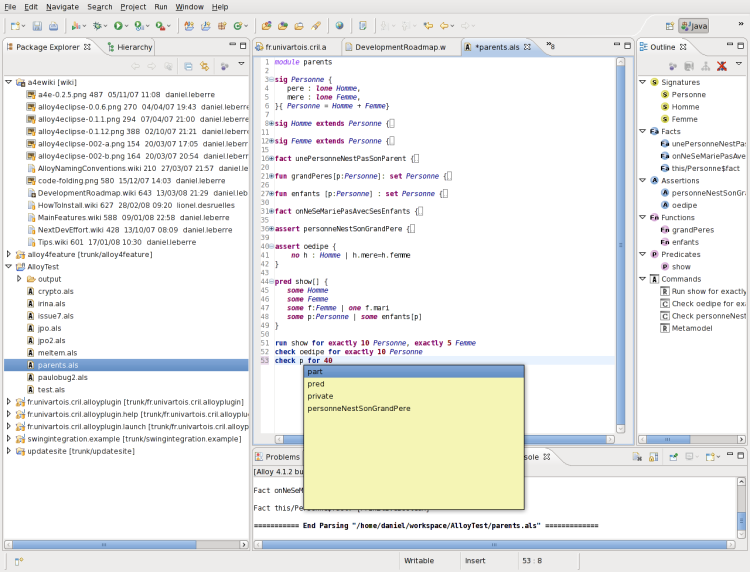 File Edit Navigate Search Project Run Window Help
Java
Package Explorer
Hierarchy
a4ewiki [wiki]
a4e-0.2.5.png 487 05/11/07 11:08 daniel.leberre
alloy4eclipse-0-0.6.png 270 04/04/07 19:43 daniel.leberr
alloy4eclipse-0.1.1.png 294 07/04/07 21:00 daniel.leberr
alloy4eclipse-0.1.12.png 388 02/10/07 21:21 daniel.leberr
alloy4eclipse-002-a.png 154 20/03/07 17:05 daniel.leberr
alloy4eclipse-002-b.png 164 20/03/07 20:54 daniel.leberr
AlloyNamingConventions.wiki 210 27/03/07 21:57 daniel.l
code-folding.png 580 15/12/07 14:03 daniel.leberre
DevelopmentRoadmap.wiki 643 13/03/08 21:29 daniel.leb
HowToInstall.wiki 627 28/02/08 09:20 lionel.desruelles
MainFeatures.wiki 588 09/01/08 22:58 daniel.leberre
NextDevEffort.wiki 428 13/10/07 08:09 daniel.leberre
Tips.wiki 601 17/01/08 10:30 daniel.leberre
alloy4feature [trunk/alloy4feature]
AlloyTest
output
crypto.als
irina.als
issue7.als
jpo.als
jpo2.als
meitem.als
parents.als
paulobug2.als
test.als
fr.univartois.cril.alloyplugin [trunk/fr.univartois.cril.alloyplugin]
fr.univartois.cril.alloyplugin.help [trunk/fr.univartois.cril.alloyplu
fr.univartois.cril.alloyplugin.launch [trunk/fr.univartois.cril.alloyp
swingintegration.example [trunk/swingintegration.example]
updatesite [trunk/updatesite]
fr.univartois.cril.a
DevelopmentRoadmap.w
*parents.als
»8
1 module parents
2
3 sig Personne {
4 pere : lone Homme,
5 mere : lone Femme,
6 }{ Personne = Homme + Femme}
7
8 sig Homme extends Personne {
11
12 sig Femme extends Personne {
15
16 fact unePersonneNestPasSonParent {
20
21 fun grandPeres[p:Personne]: set Personne {
26
27 fun enfants [p:Personne] : set Personne {
30
31 fact onNeSeMariePasAvecSesEnfants {
35
36 assert personneNestSonGrandPere {
39
40 assert oedipe {
41 no h : Homme | h.mere=h.femme
42 }
43
44 pred show[] {
45 some Homme
46 some Femme
47 some f:Femme | one f.mari
48 some p:Personne | some enfants[p]
49 }
50
51 run show for exactly 10 Personne, exactly 5 Femme
52 check oedipe for exactly 10 Personne
53 check p for 40
part
pred
private
personneNestSonGrandPere
Outline
Signatures
Personne
Homme
Femme
Facts
unePersonneNestPas
onNeSeMariePasAve
this/Personne$fact
Assertions
personneNestSonGra
oedipe
Functions
grandPeres
enfants
Predicates
show
Commands
Run show for exactly
Check oedipe for exa
Check personneNest
Metamodel
Problems
sole
[Alloy 4.1.2 bu
Fact onNeSeM
Fact this/Pe
=========== End Parsing "/home/daniel/workspace/AlloyTest/parents.als" =============
Writable
Insert
53 : 8